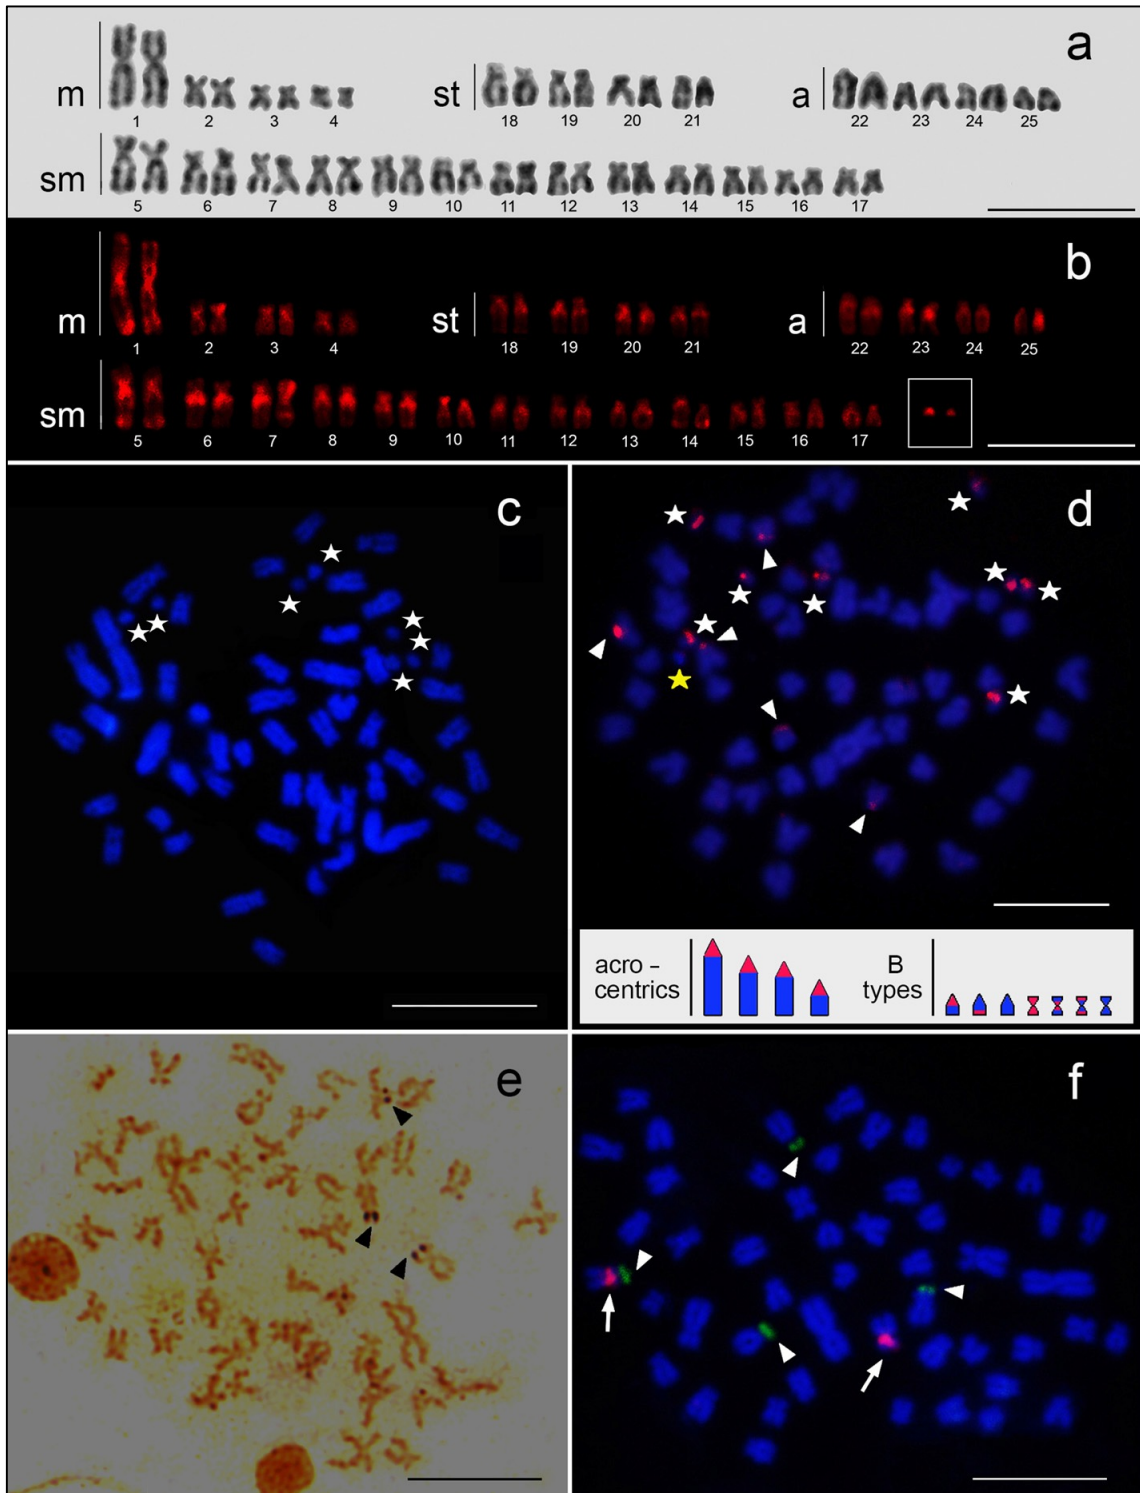 a
m 1 2 3 4 st 18 19 20 21 a 22 23 24 25
sm 5 6 7 8 9 10 11 12 13 14 15 16 17
b
m 1 2 3 4 st 18 19 20 21 a 22 23 24 25
sm 5 6 7 8 9 10 11 12 13 14 15 16 17
c
d
acro –
centrics
B
types
e
f